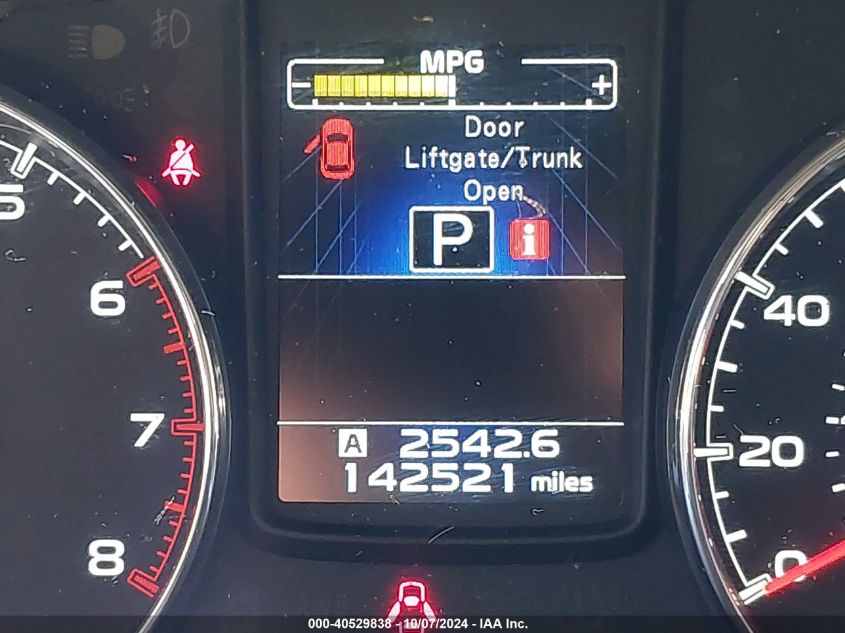 MPG
- +
Door
Liftgate/Trunk
Open
P i
5
6
7
8
40
20
0
A 2542.6
142521 miles
000-40529838 - 10/07/2024 - IAA Inc.